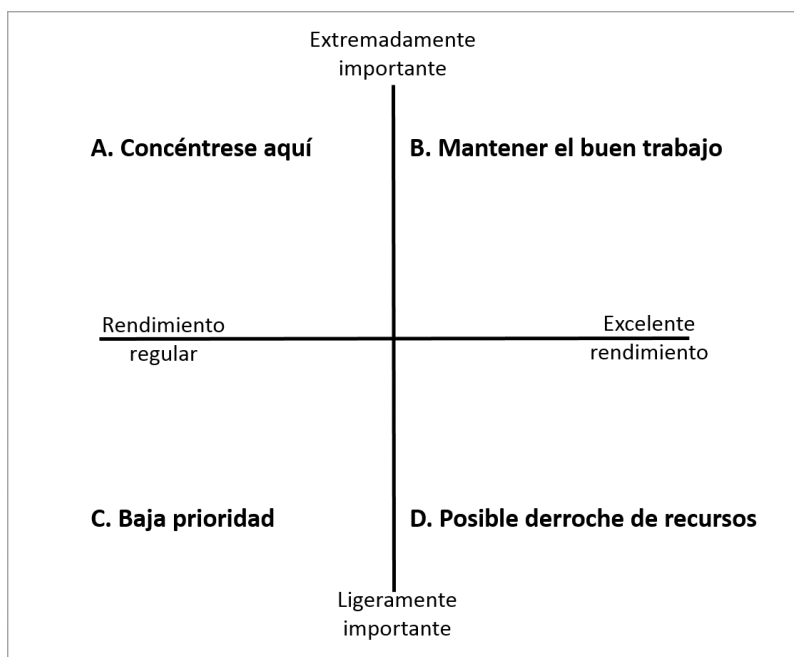 Extremadamente
importante
A. Concéntrese aquí
B. Mantener el buen trabajo
Rendimiento
regular
Excelente
rendimiento
C. Baja prioridad
D. Posible derroche de recursos
Ligeramente
importante